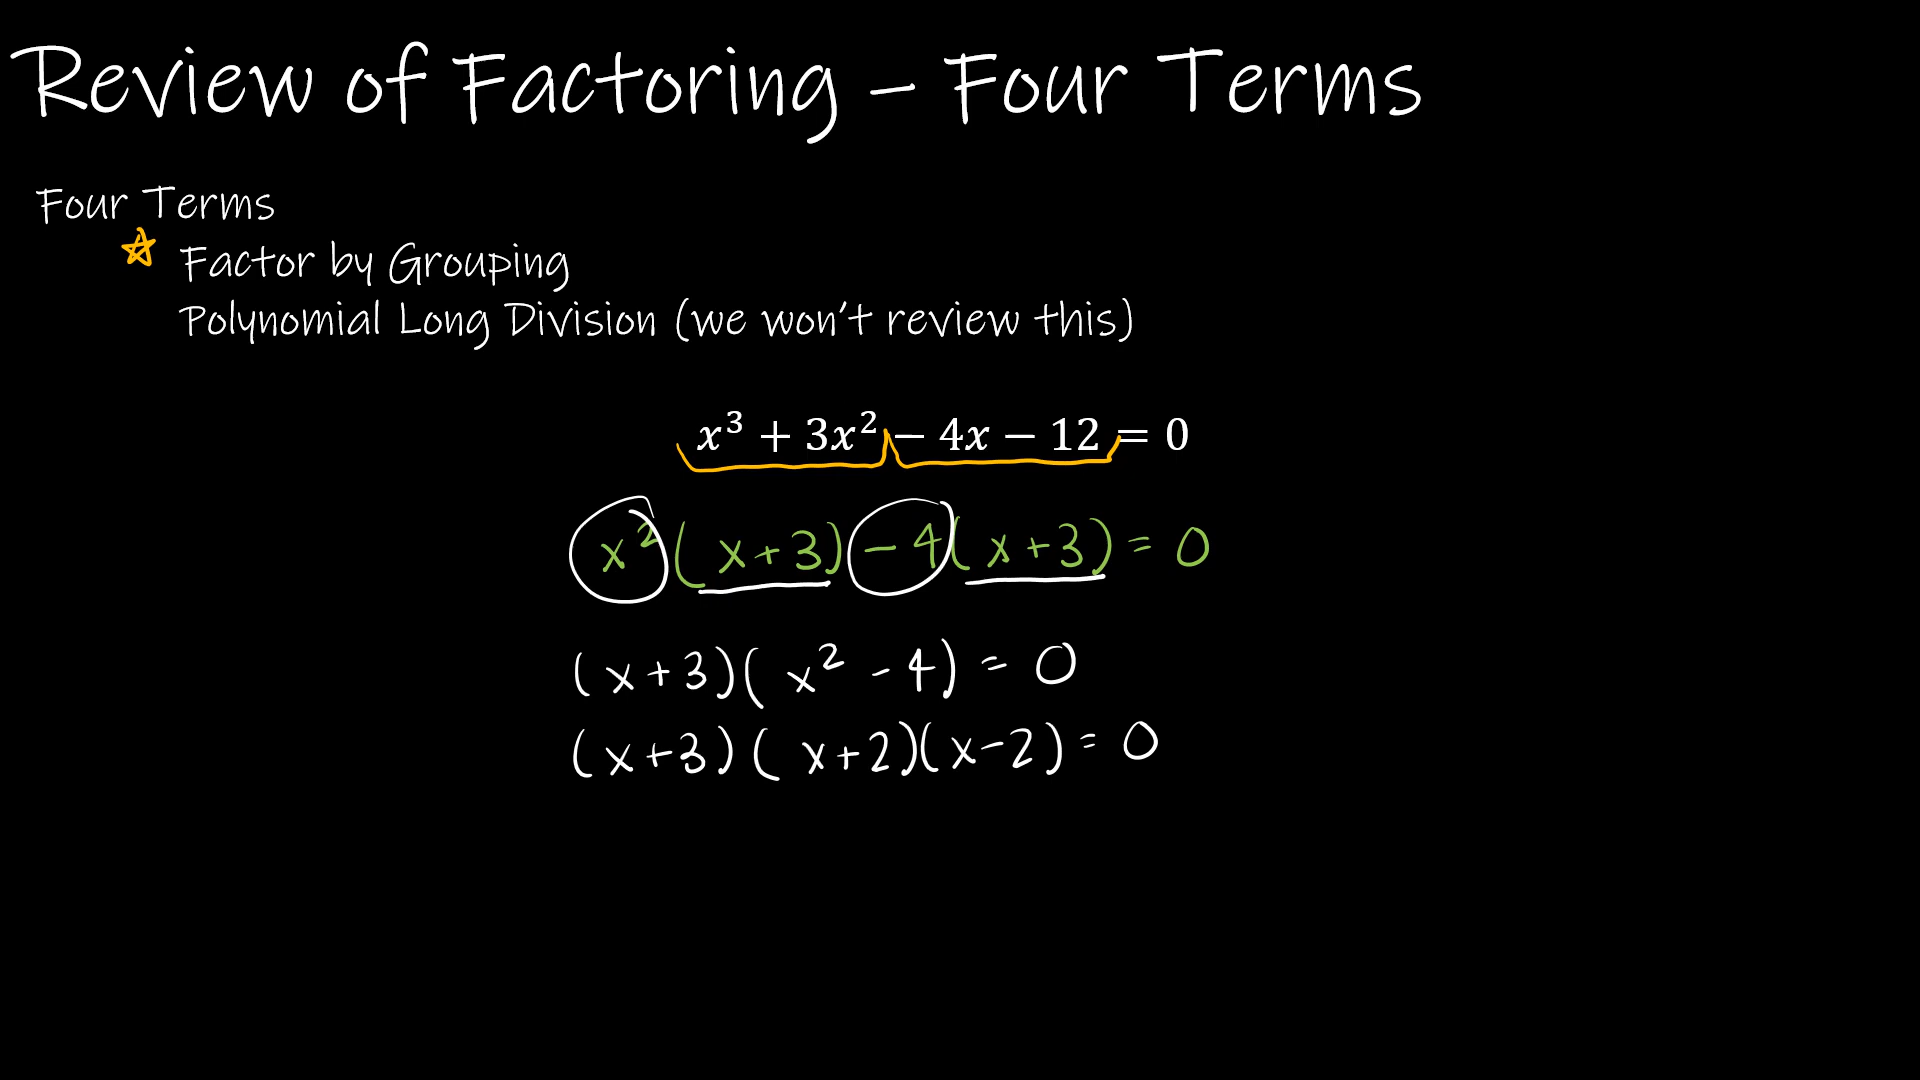 Review of Factoring – Four Terms
Four Terms
Factor by Grouping
Polynomial Long Division (we won't review this)
x³ + 3x² − 4x − 12 = 0
x²(x+3) − 4(x+3) = 0
(x+3)(x² − 4) = 0
(x+3)(x+2)(x−2) = 0